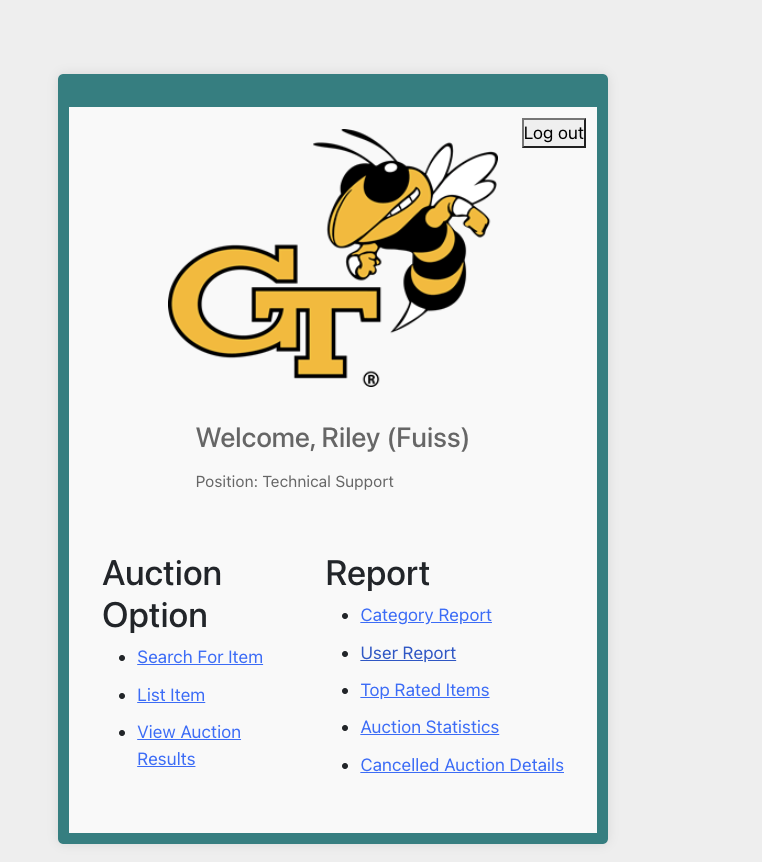 Log out
GT
®
Welcome, Riley (Fuiss)
Position: Technical Support
Auction
Option
Search For Item
List Item
View Auction
Results
Report
Category Report
User Report
Top Rated Items
Auction Statistics
Cancelled Auction Details